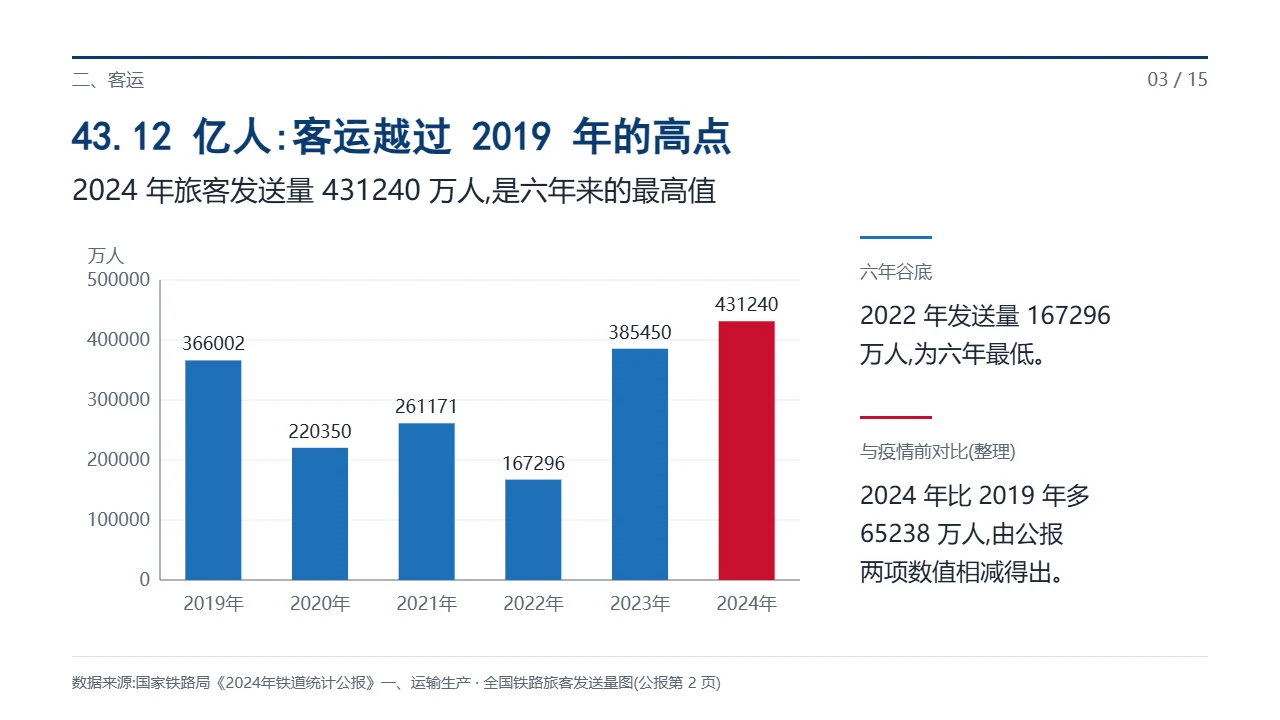 二、客运
03 / 15
43.12 亿人:客运越过 2019 年的高点
2024 年旅客发送量 431240 万人,是六年来的最高值
万人
500000
400000
300000
200000
100000
0
366002
220350
261171
167296
385450
431240
2019年
2020年
2021年
2022年
2023年
2024年
六年谷底
2022 年发送量 167296
万人,为六年最低。
与疫情前对比(整理)
2024 年比 2019 年多
65238 万人,由公报
两项数值相减得出。
数据来源:国家铁路局《2024年铁道统计公报》一、运输生产 · 全国铁路旅客发送量图(公报第 2 页)